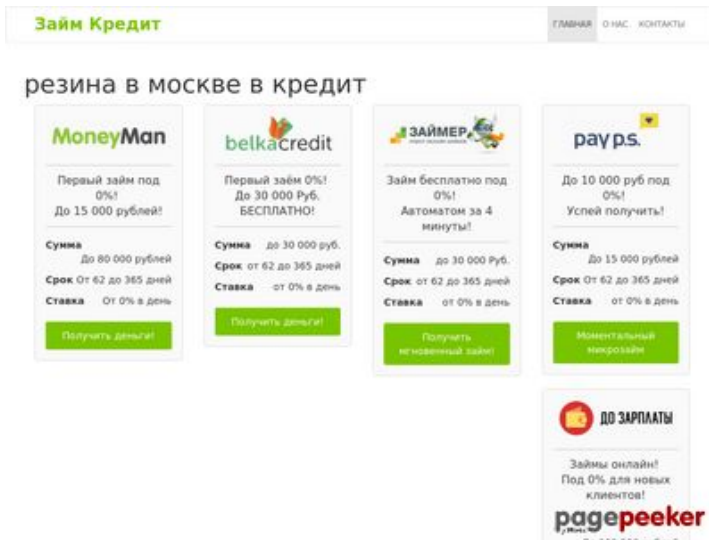 Займ Кредит
ГЛАВНАЯ О НАС КОНТАКТЫ
резина в москве в кредит
MoneyMan
Первый займ под
0%!
До 15 000 рублей!
Сумма
До 80 000 рублей
Срок От 62 до 365 дней
Ставка От 0% в день
Получить деньги!
belkacredit
Первый заём 0%!
До 30 000 Руб.
БЕСПЛАТНО!
Сумма до 30 000 руб.
Срок от 62 до 365 дней
Ставка от 0% в день
Получить деньги!
ЗАЙМЕР
Займ бесплатно под
0%!
Автоматом за 4
минуты!
Сумма до 30 000 Руб.
Срок от 62 до 365 дней
Ставка от 0% в день
Получить
мгновенный займ!
pay p.s.
До 10 000 руб под
0%!
Успей получить!
Сумма
До 15 000 рублей
Срок От 62 до 365 дней
Ставка От 0% в день
Моментальный
микрозайм
ДО ЗАРПЛАТЫ
Займы онлайн!
Под 0% для новых
клиентов!
pagepeeker